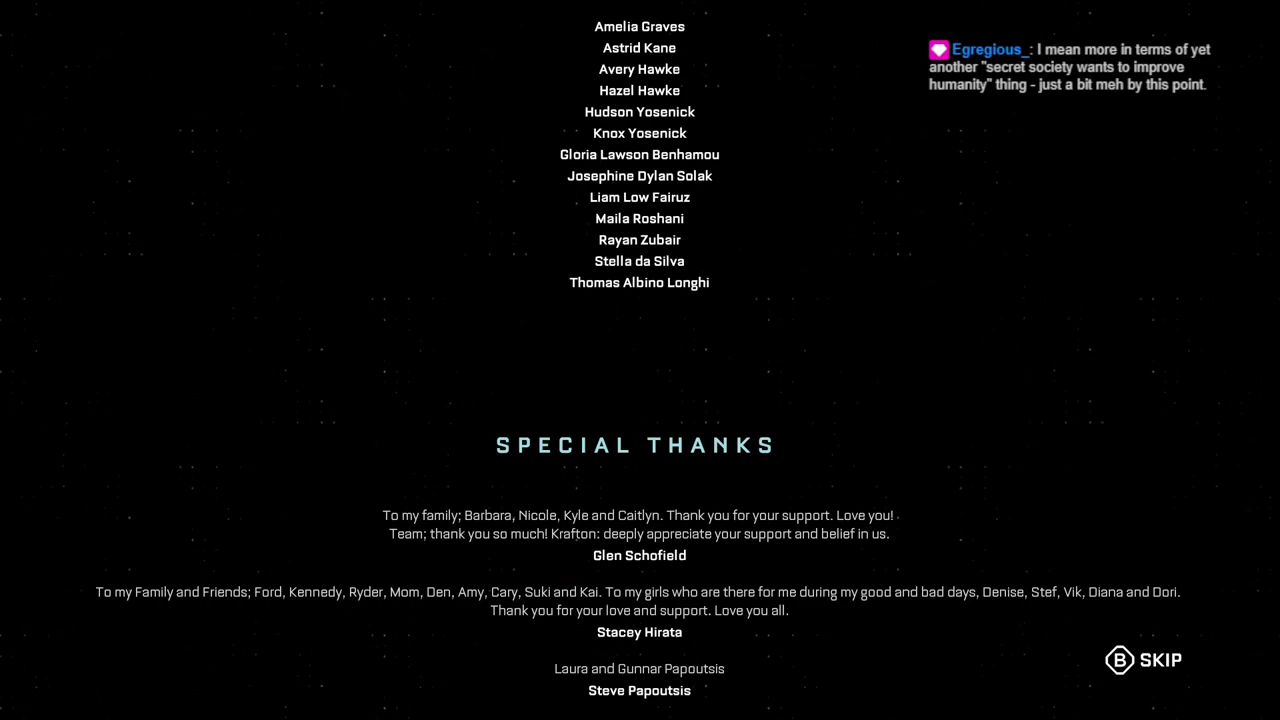 Amelia Graves
Astrid Kane
Avery Hawke
Hazel Hawke
Hudson Yosenick
Knox Yosenick
Gloria Lawson Benhamou
Josephine Dylan Solak
Liam Low Fairuz
Maila Roshani
Rayan Zubair
Stella da Silva
Thomas Albino Longhi
Egregious_: I mean more in terms of yet
another "secret society wants to improve
humanity" thing - just a bit meh by this point.
SPECIAL THANKS
To my family; Barbara, Nicole, Kyle and Caitlyn. Thank you for your support. Love you!
Team; thank you so much! Krafton: deeply appreciate your support and belief in us.
Glen Schofield
To my Family and Friends; Ford, Kennedy, Ryder, Mom, Den, Amy, Cary, Suki and Kai. To my girls who are there for me during my good and bad days, Denise, Stef, Vik, Diana and Dori.
Thank you for your love and support. Love you all.
Stacey Hirata
Laura and Gunnar Papoutsis
Steve Papoutsis
B SKIP